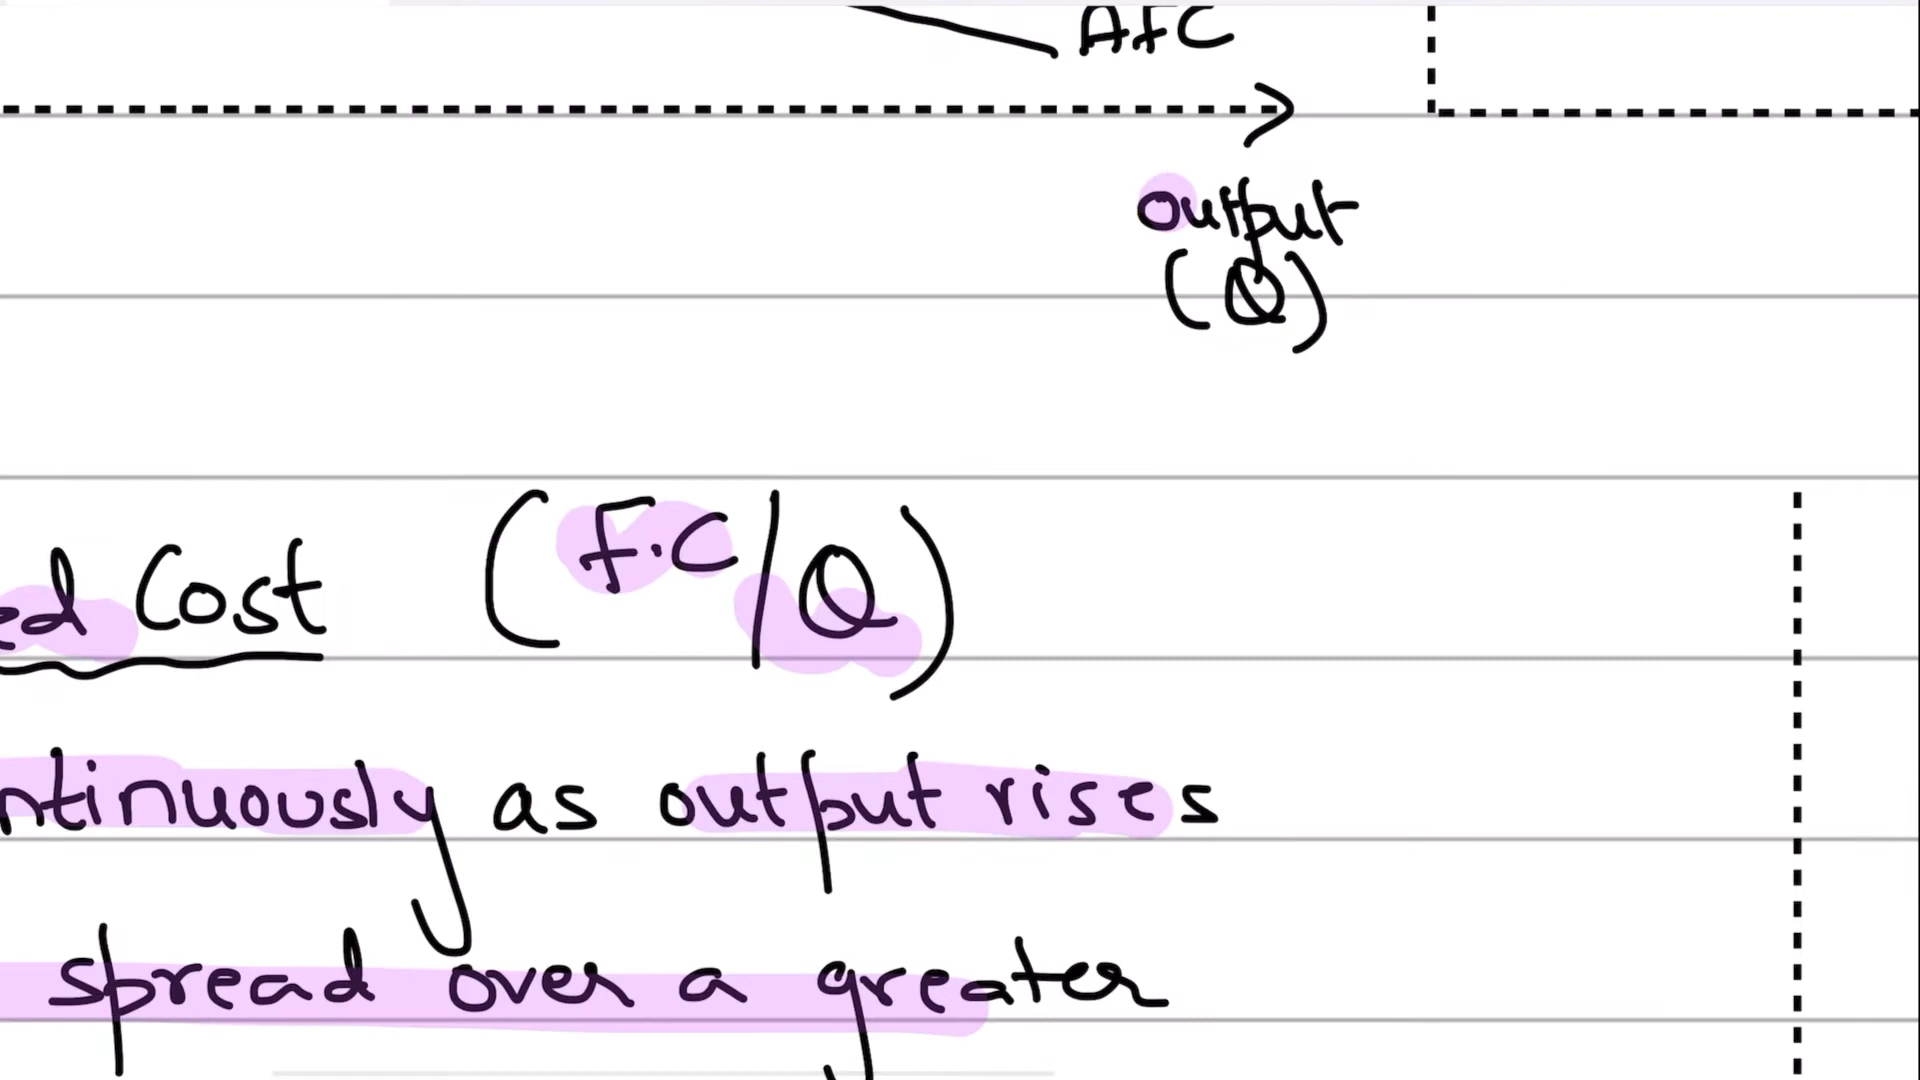 AFC
output
(Q)
ed Cost (F.C/Q)
ntinuously as output rises
spread over a greater